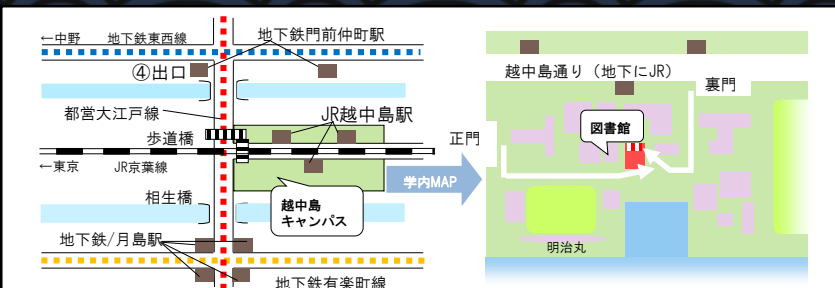 ←中野 地下鉄東西線
地下鉄門前仲町駅
④出口
都営大江戸線
JR越中島駅
歩道橋
←東京 JR京葉線
相生橋
越中島
キャンパス
地下鉄/月島駅
地下鉄有楽町線
学内MAP
越中島通り(地下にJR)
裏門
正門
図書館
明治丸